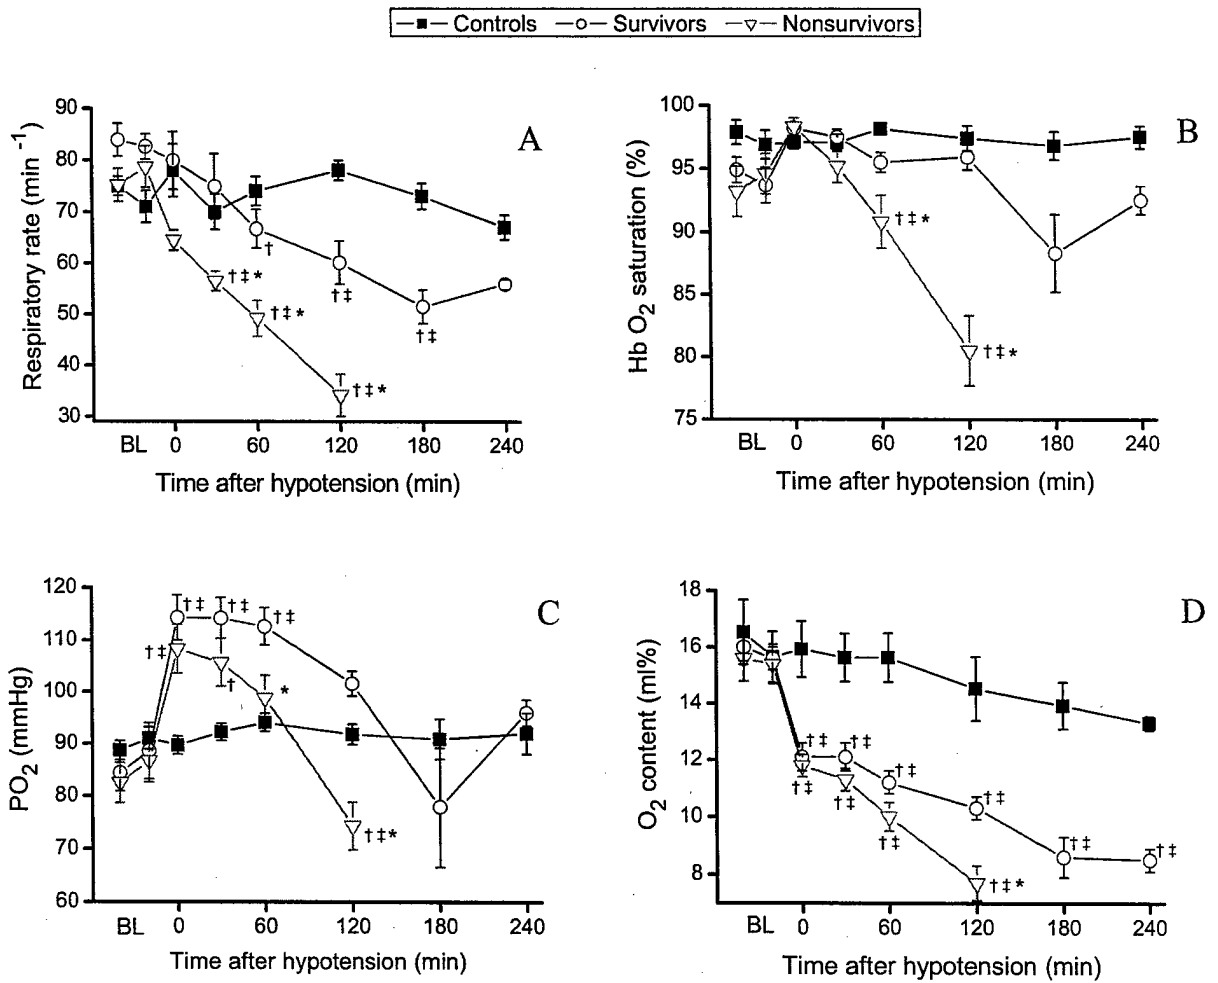 Controls Survivors Nonsurvivors
A
Respiratory rate (min -1)
90
80
70
60
50
40
30
†
†‡
†‡
†‡*
†‡*
†‡*
BL 0 60 120 180 240
Time after hypotension (min)
B
Hb O2 saturation (%)
100
95
90
85
80
75
†‡*
†‡*
BL 0 60 120 180 240
Time after hypotension (min)
C
PO2 (mmHg)
120
110
100
90
80
70
60
†‡ †‡ †‡
†‡
†
*
†‡*
BL 0 60 120 180 240
Time after hypotension (min)
D
O2 content (ml%)
18
16
14
12
10
8
†‡ †‡
†‡
†‡
†‡ †‡
†‡
†‡
†‡
†‡*
BL 0 60 120 180 240
Time after hypotension (min)